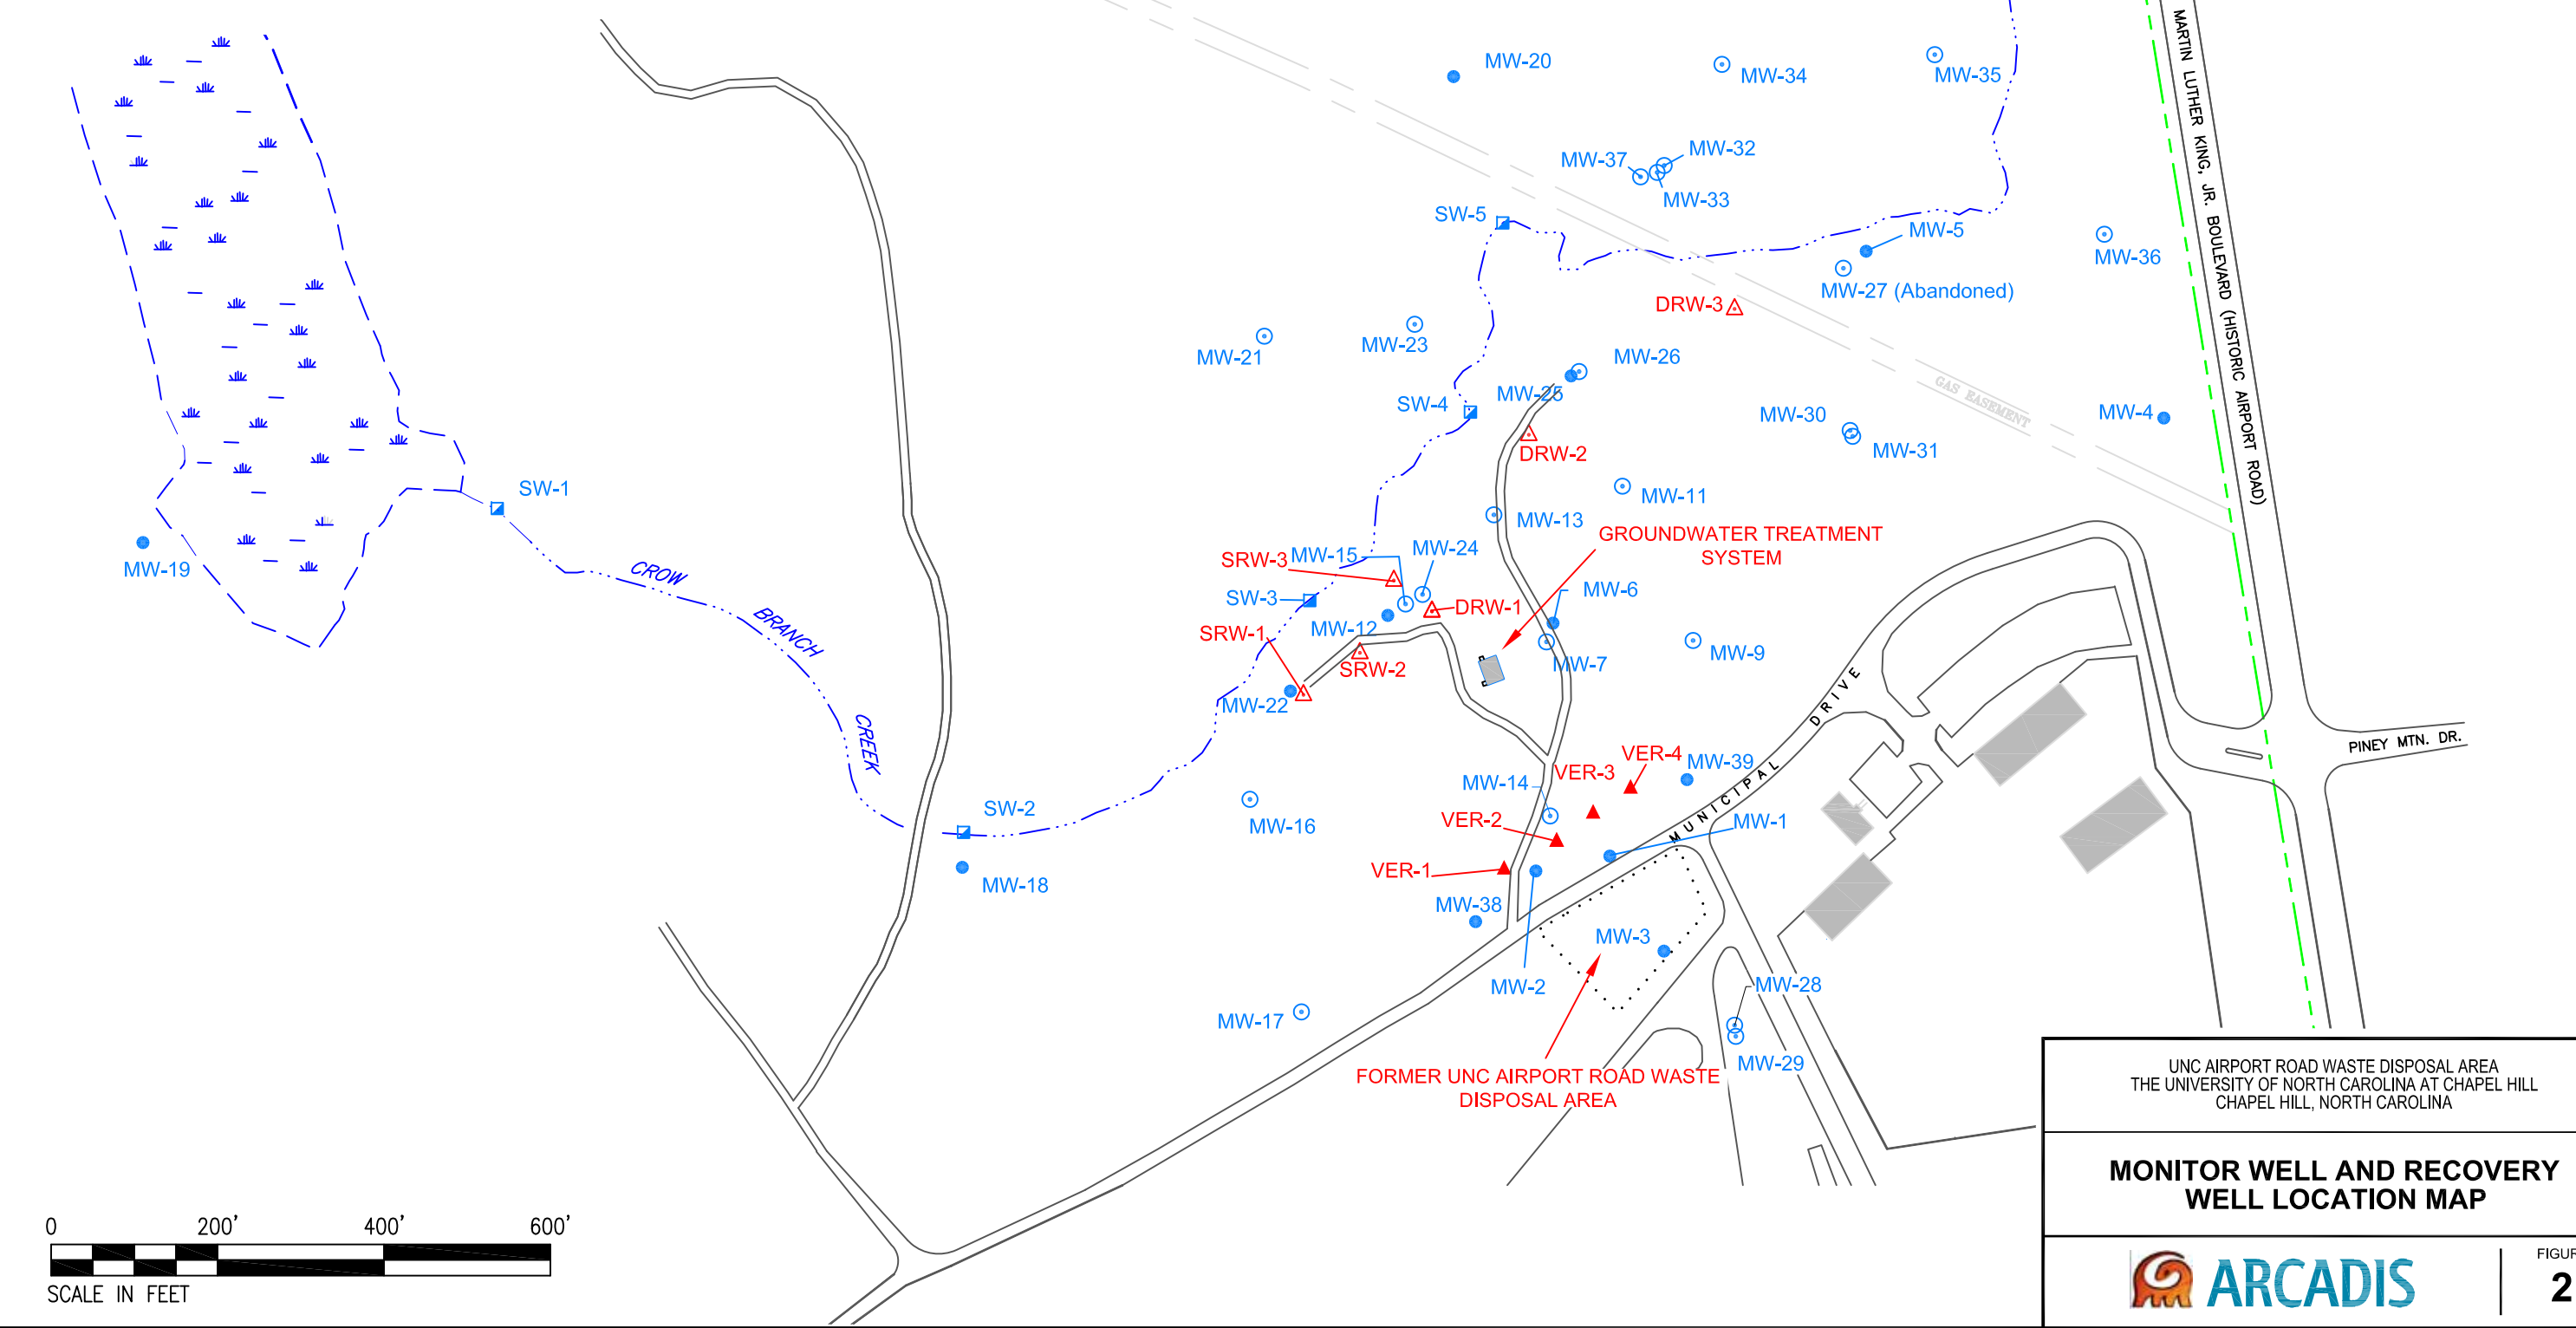 MW-20
MW-34
MW-35
MARTIN LUTHER KING, JR. BOULEVARD (HISTORIC AIRPORT ROAD)
MW-37
MW-32
MW-33
SW-5
MW-5
MW-36
MW-27 (Abandoned)
DRW-3
MW-21
MW-23
MW-26
MW-25
SW-4
GAS EASEMENT
MW-30
MW-4
MW-31
DRW-2
SW-1
MW-11
MW-13
GROUNDWATER TREATMENT
SYSTEM
MW-19
SRW-3
MW-15
MW-24
CROW
BRANCH
CREEK
SW-3
MW-6
DRW-1
MW-12
SRW-1
SRW-2
MW-7
MW-9
MW-22
MUNICIPAL DRIVE
PINEY MTN. DR.
VER-4
VER-3
MW-39
MW-14
SW-2
MW-16
VER-2
MW-1
VER-1
MW-18
MW-38
MW-3
MW-2
MW-28
MW-17
MW-29
FORMER UNC AIRPORT ROAD WASTE
DISPOSAL AREA
UNC AIRPORT ROAD WASTE DISPOSAL AREA
THE UNIVERSITY OF NORTH CAROLINA AT CHAPEL HILL
CHAPEL HILL, NORTH CAROLINA
MONITOR WELL AND RECOVERY
WELL LOCATION MAP
0 200' 400' 600'
SCALE IN FEET
ARCADIS
FIGUR
2